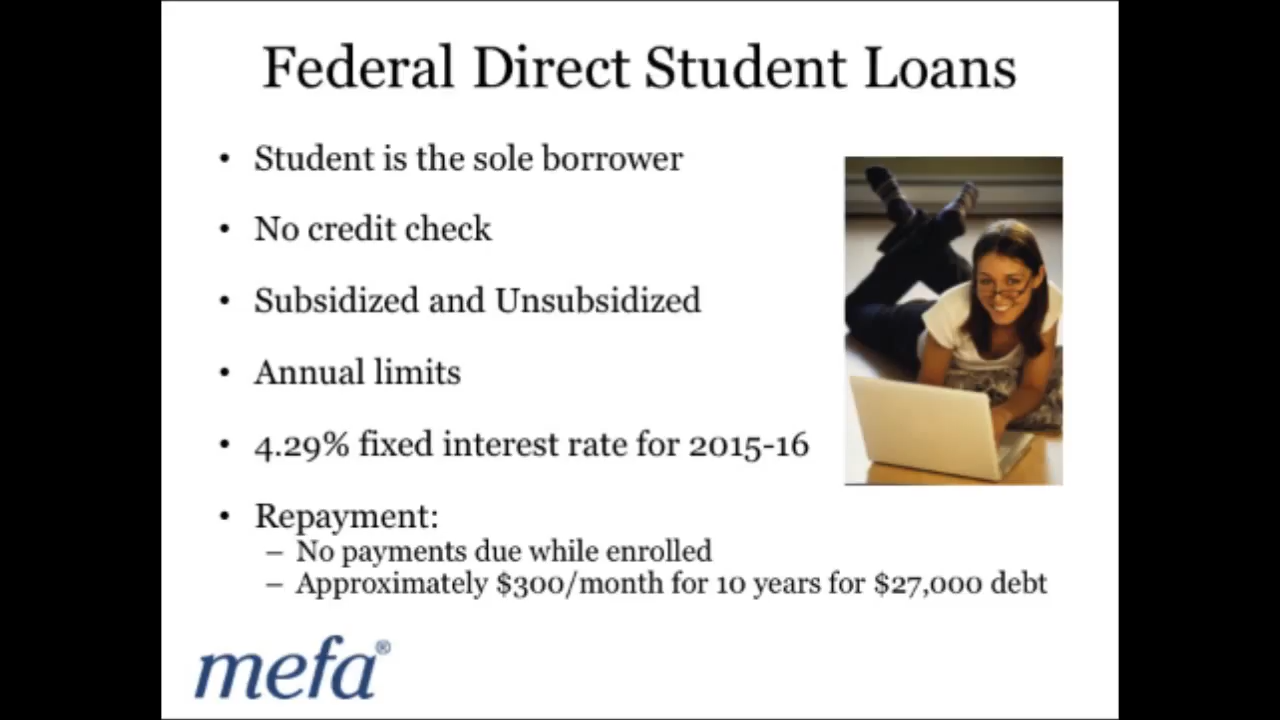 Federal Direct Student Loans
• Student is the sole borrower
• No credit check
• Subsidized and Unsubsidized
• Annual limits
• 4.29% fixed interest rate for 2015-16
• Repayment:
– No payments due while enrolled
– Approximately $300/month for 10 years for $27,000 debt
mefa®